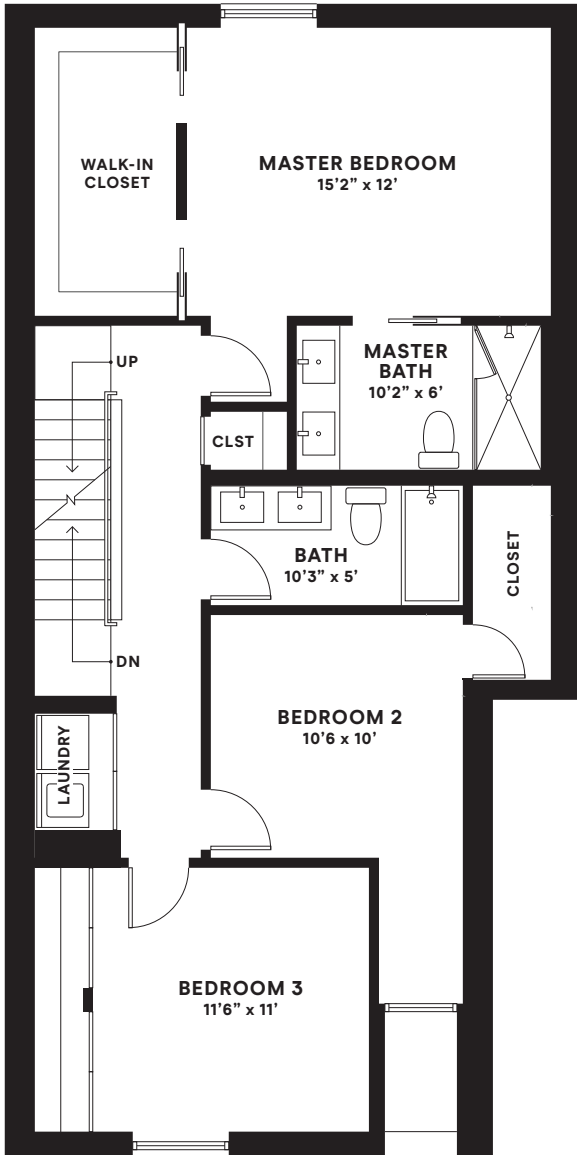 WALK-IN
CLOSET
MASTER BEDROOM
15’2” x 12’
UP
MASTER
BATH
10’2” x 6’
CLST
BATH
10’3” x 5’
CLOSET
DN
BEDROOM 2
10’6 x 10’
LAUNDRY
BEDROOM 3
11’6” x 11’